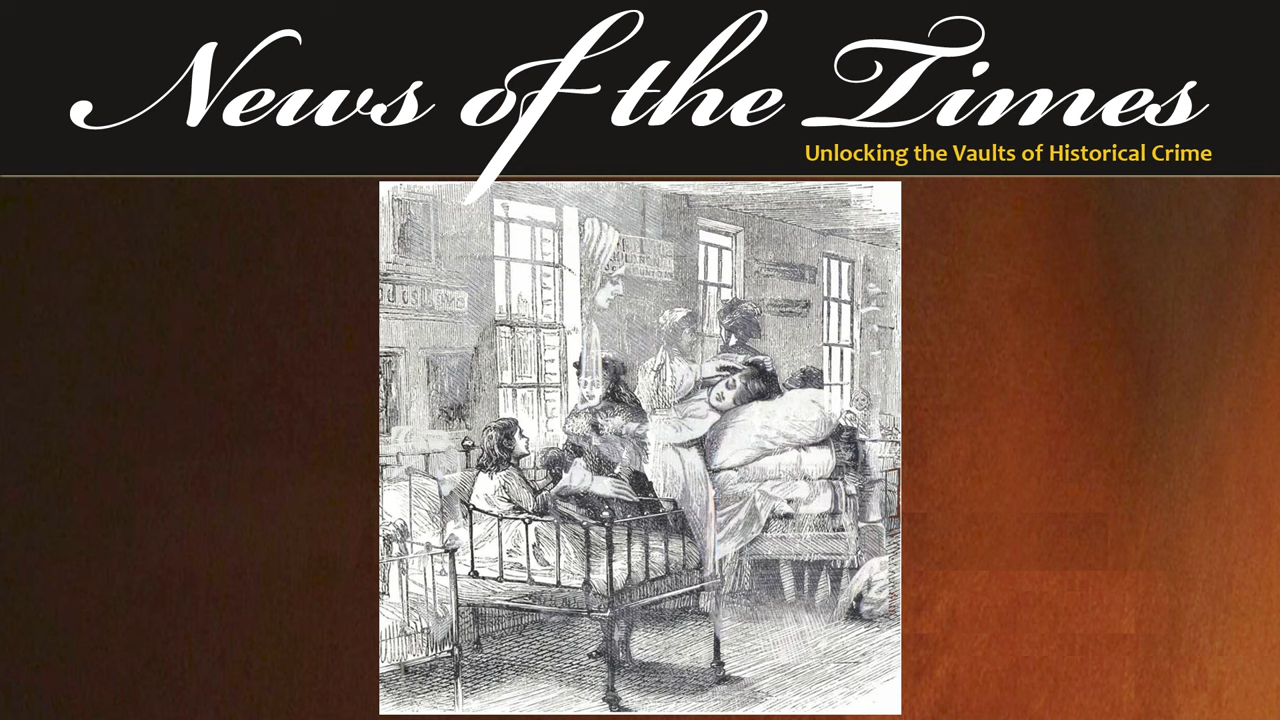 News of the Times
Unlocking the Vaults of Historical Crime